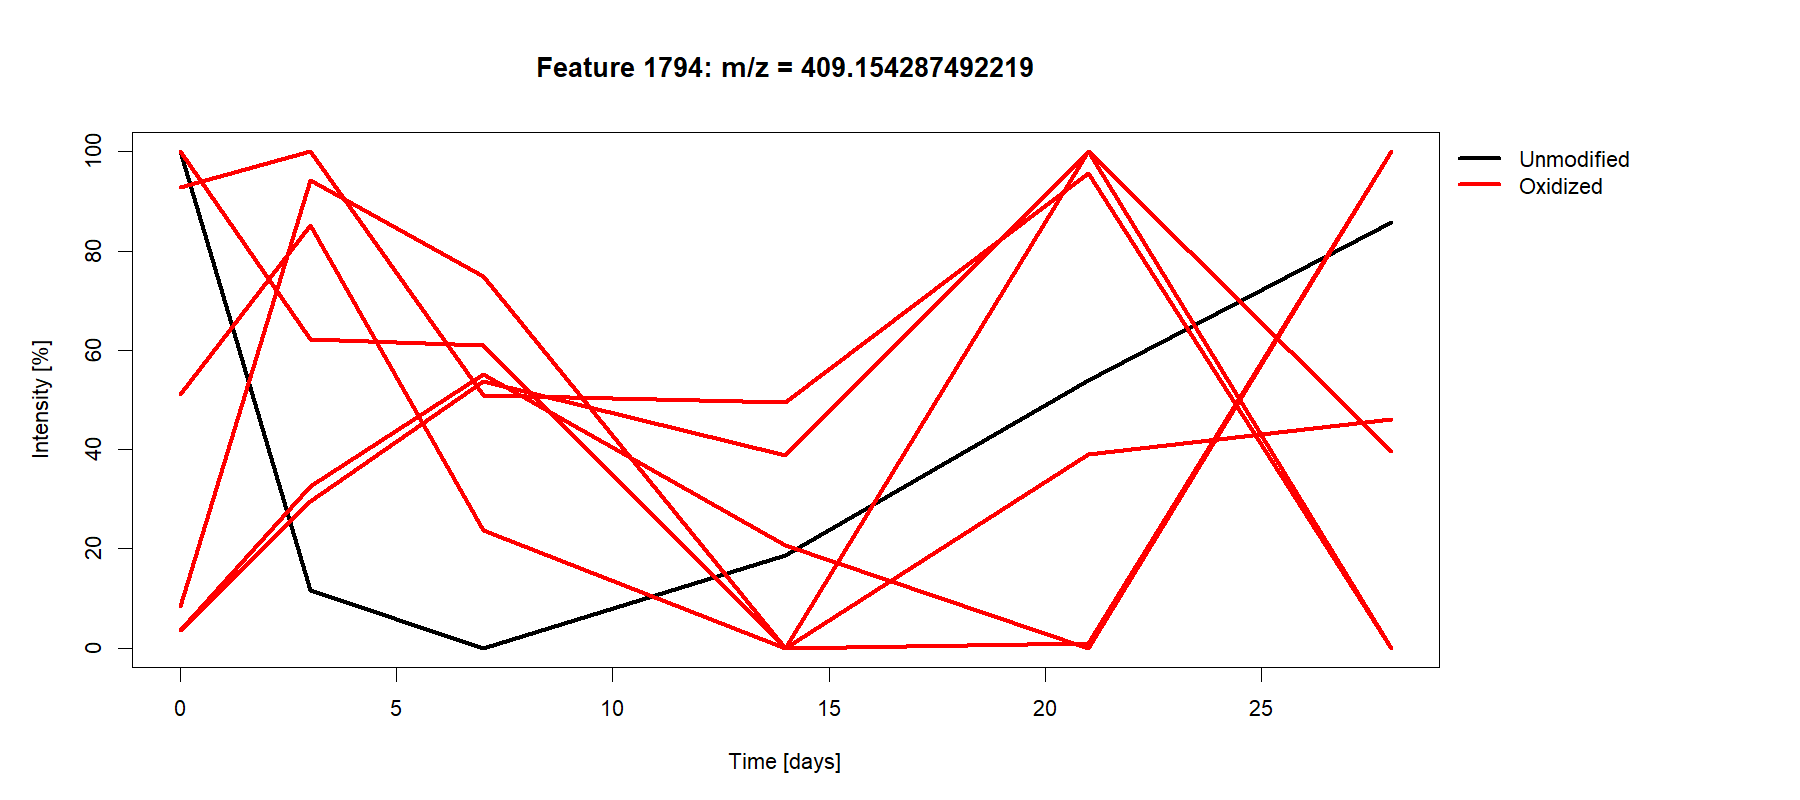 Feature 1794: m/z = 409.154287492219
Unmodified
Oxidized
Intensity [%]
100
80
60
40
20
0
0 5 10 15 20 25
Time [days]